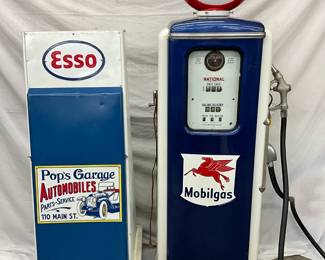 Esso
Pop's Garage
AUTOMOBILES
PARTS-SERVICE
110 MAIN ST.
NATIONAL
Mobilgas